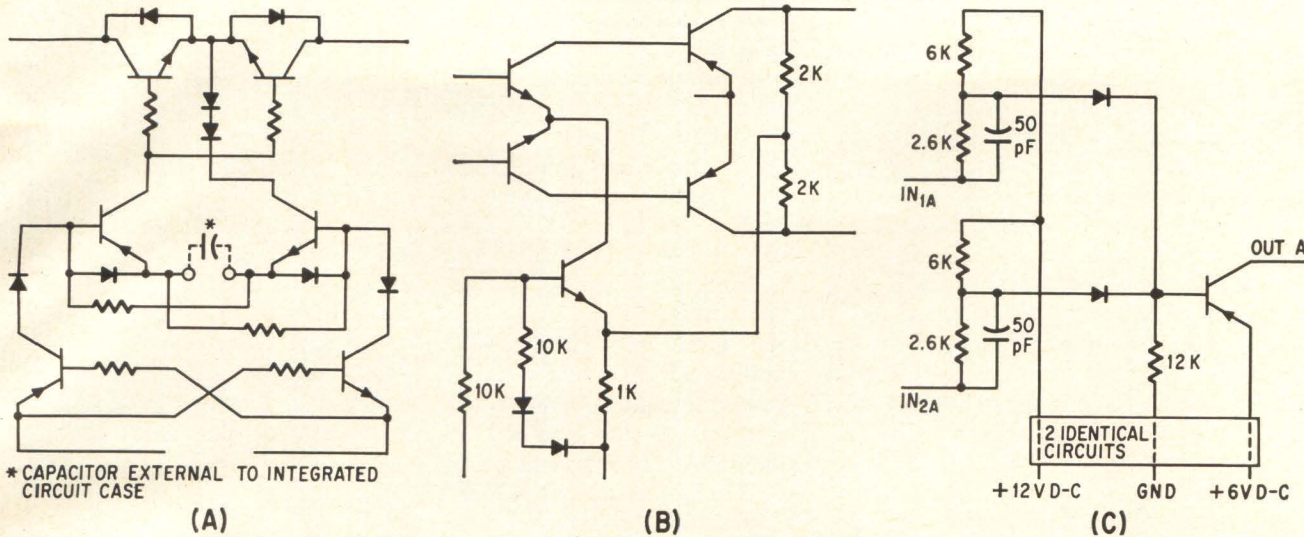 *
* CAPACITOR EXTERNAL TO INTEGRATED
CIRCUIT CASE
(A)
2K
2K
10K
10K
1K
(B)
6K
2.6K
50
pF
IN1A
6K
2.6K
50
pF
IN2A
OUT A
12K
2 IDENTICAL
CIRCUITS
+12V D-C
GND
+6V D-C
(C)